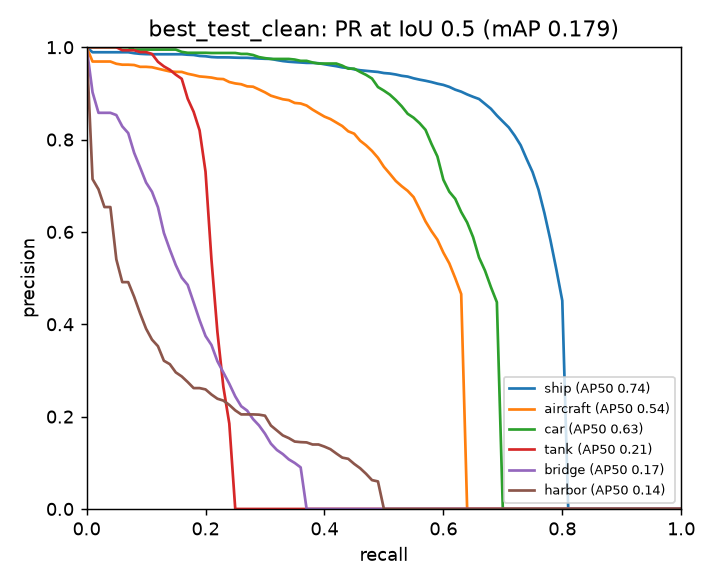 best_test_clean: PR at IoU 0.5 (mAP 0.179)
1.0
0.8
0.6
0.4
0.2
0.0
precision
ship (AP50 0.74)
aircraft (AP50 0.54)
car (AP50 0.63)
tank (AP50 0.21)
bridge (AP50 0.17)
harbor (AP50 0.14)
0.0 0.2 0.4 0.6 0.8 1.0
recall